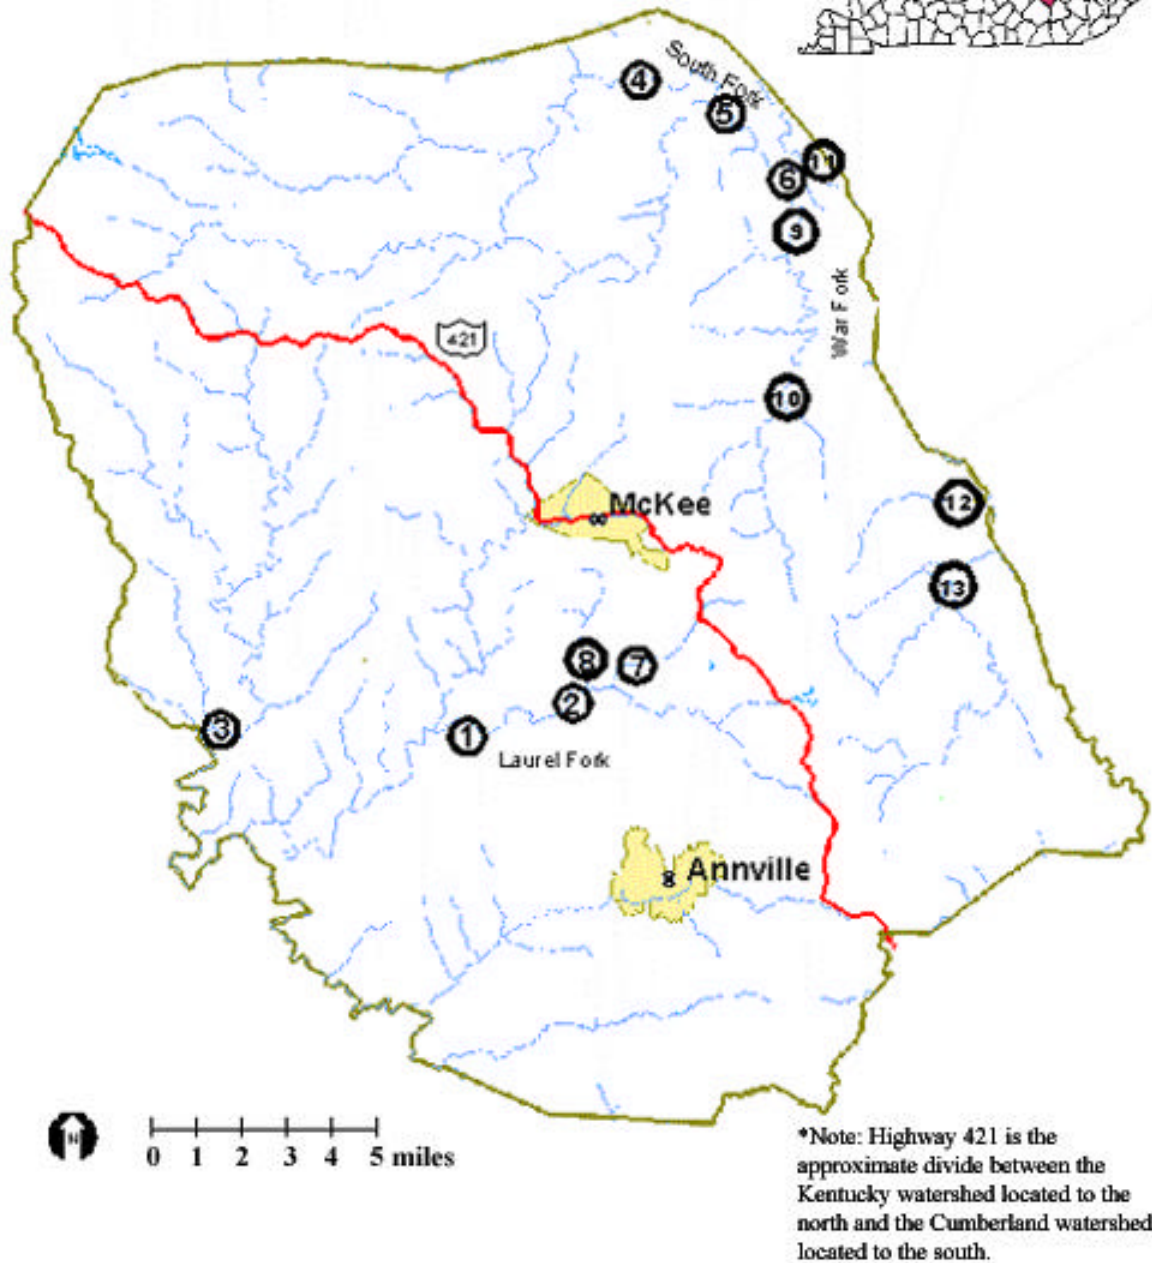 South Fork
4
5
11
6
9
War Fork
421
10
McKee
12
13
8
7
2
3
1
Laurel Fork
Annville
N
0 1 2 3 4 5 miles
*Note: Highway 421 is the
approximate divide between the
Kentucky watershed located to the
north and the Cumberland watershed
located to the south.